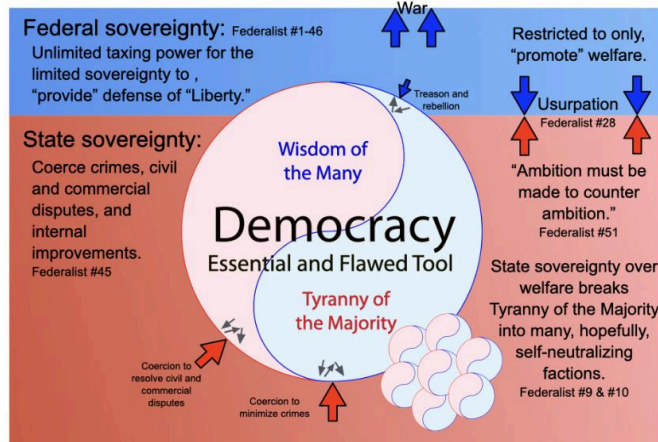 Federal sovereignty: Federalist #1-46
Unlimited taxing power for the
limited sovereignty to ,
“provide” defense of “Liberty.”
War
Treason and
rebellion
Restricted to only,
“promote” welfare.
Usurpation
Federalist #28
State sovereignty:
Coerce crimes, civil
and commercial
disputes, and
internal
improvements.
Federalist #45
Wisdom of
the Many
Democracy
Essential and Flawed Tool
Tyranny of
the Majority
“Ambition must be
made to counter
ambition.”
Federalist #51
State sovereignty over
welfare breaks
Tyranny of the Majority
into many, hopefully,
self-neutralizing
factions.
Federalist #9 & #10
Coercion to
resolve civil and
commercial
disputes
Coercion to
minimize crimes